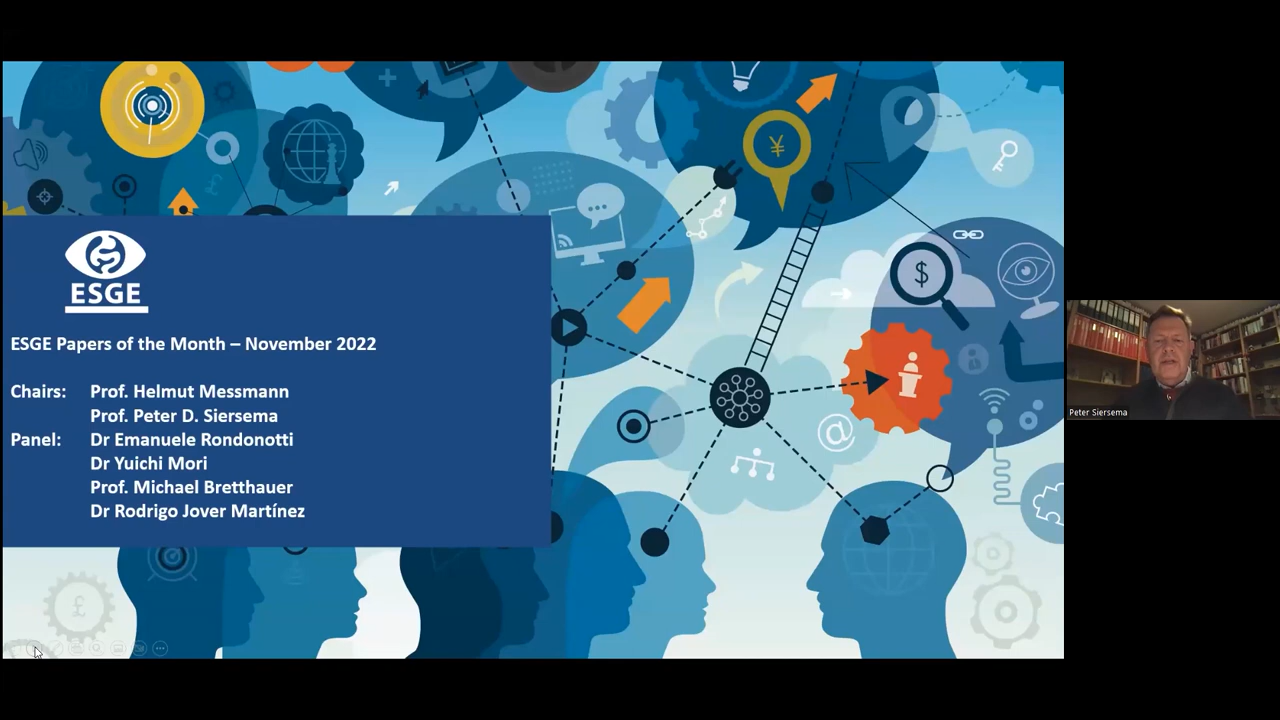 ESGE
ESGE Papers of the Month – November 2022
Chairs: Prof. Helmut Messmann
Prof. Peter D. Siersema
Panel: Dr Emanuele Rondonotti
Dr Yuichi Mori
Prof. Michael Bretthauer
Dr Rodrigo Jover Martínez
Peter Siersema